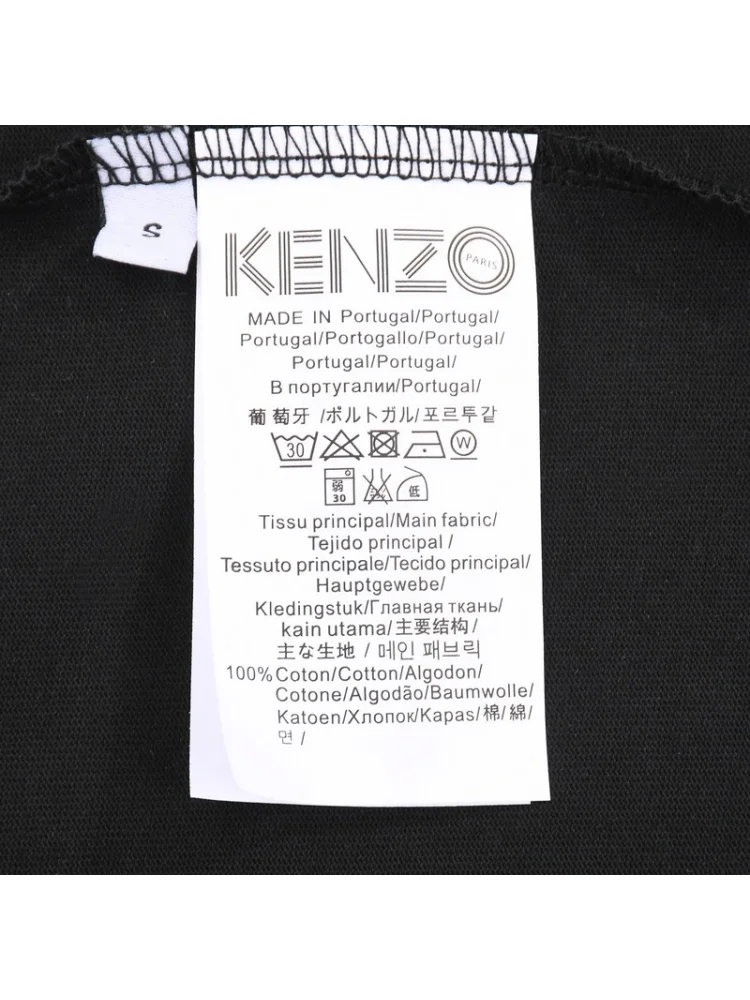 S
KENZO PARIS
MADE IN Portugal/Portugal/
Portugal/Portogallo/Portugal/
Portugal/Portugal/
В португалии/Portugal/
葡萄牙 /ポルトガル/포르투갈/
30 W
弱 30 低
Tissu principal/Main fabric/
Tejido principal /
Tessuto principale/Tecido principal/
Hauptgewebe/
Kledingstuk/Главная ткань/
kain utama/主要结构/
主な生地 / 메인 패브릭
100%Coton/Cotton/Algodon/
Cotone/Algodão/Baumwolle/
Katoen/Хлопок/Kapas/棉/綿/
면 /